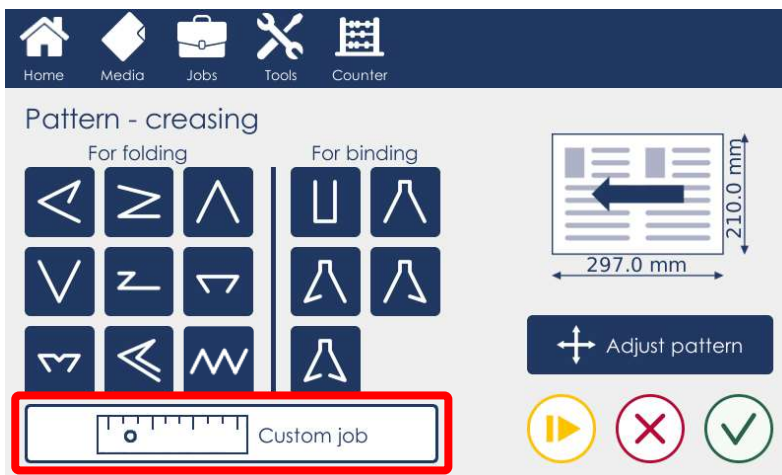 Home Media Jobs Tools Counter
Pattern - creasing
For folding For binding
210.0 mm
297.0 mm
Adjust pattern
Custom job